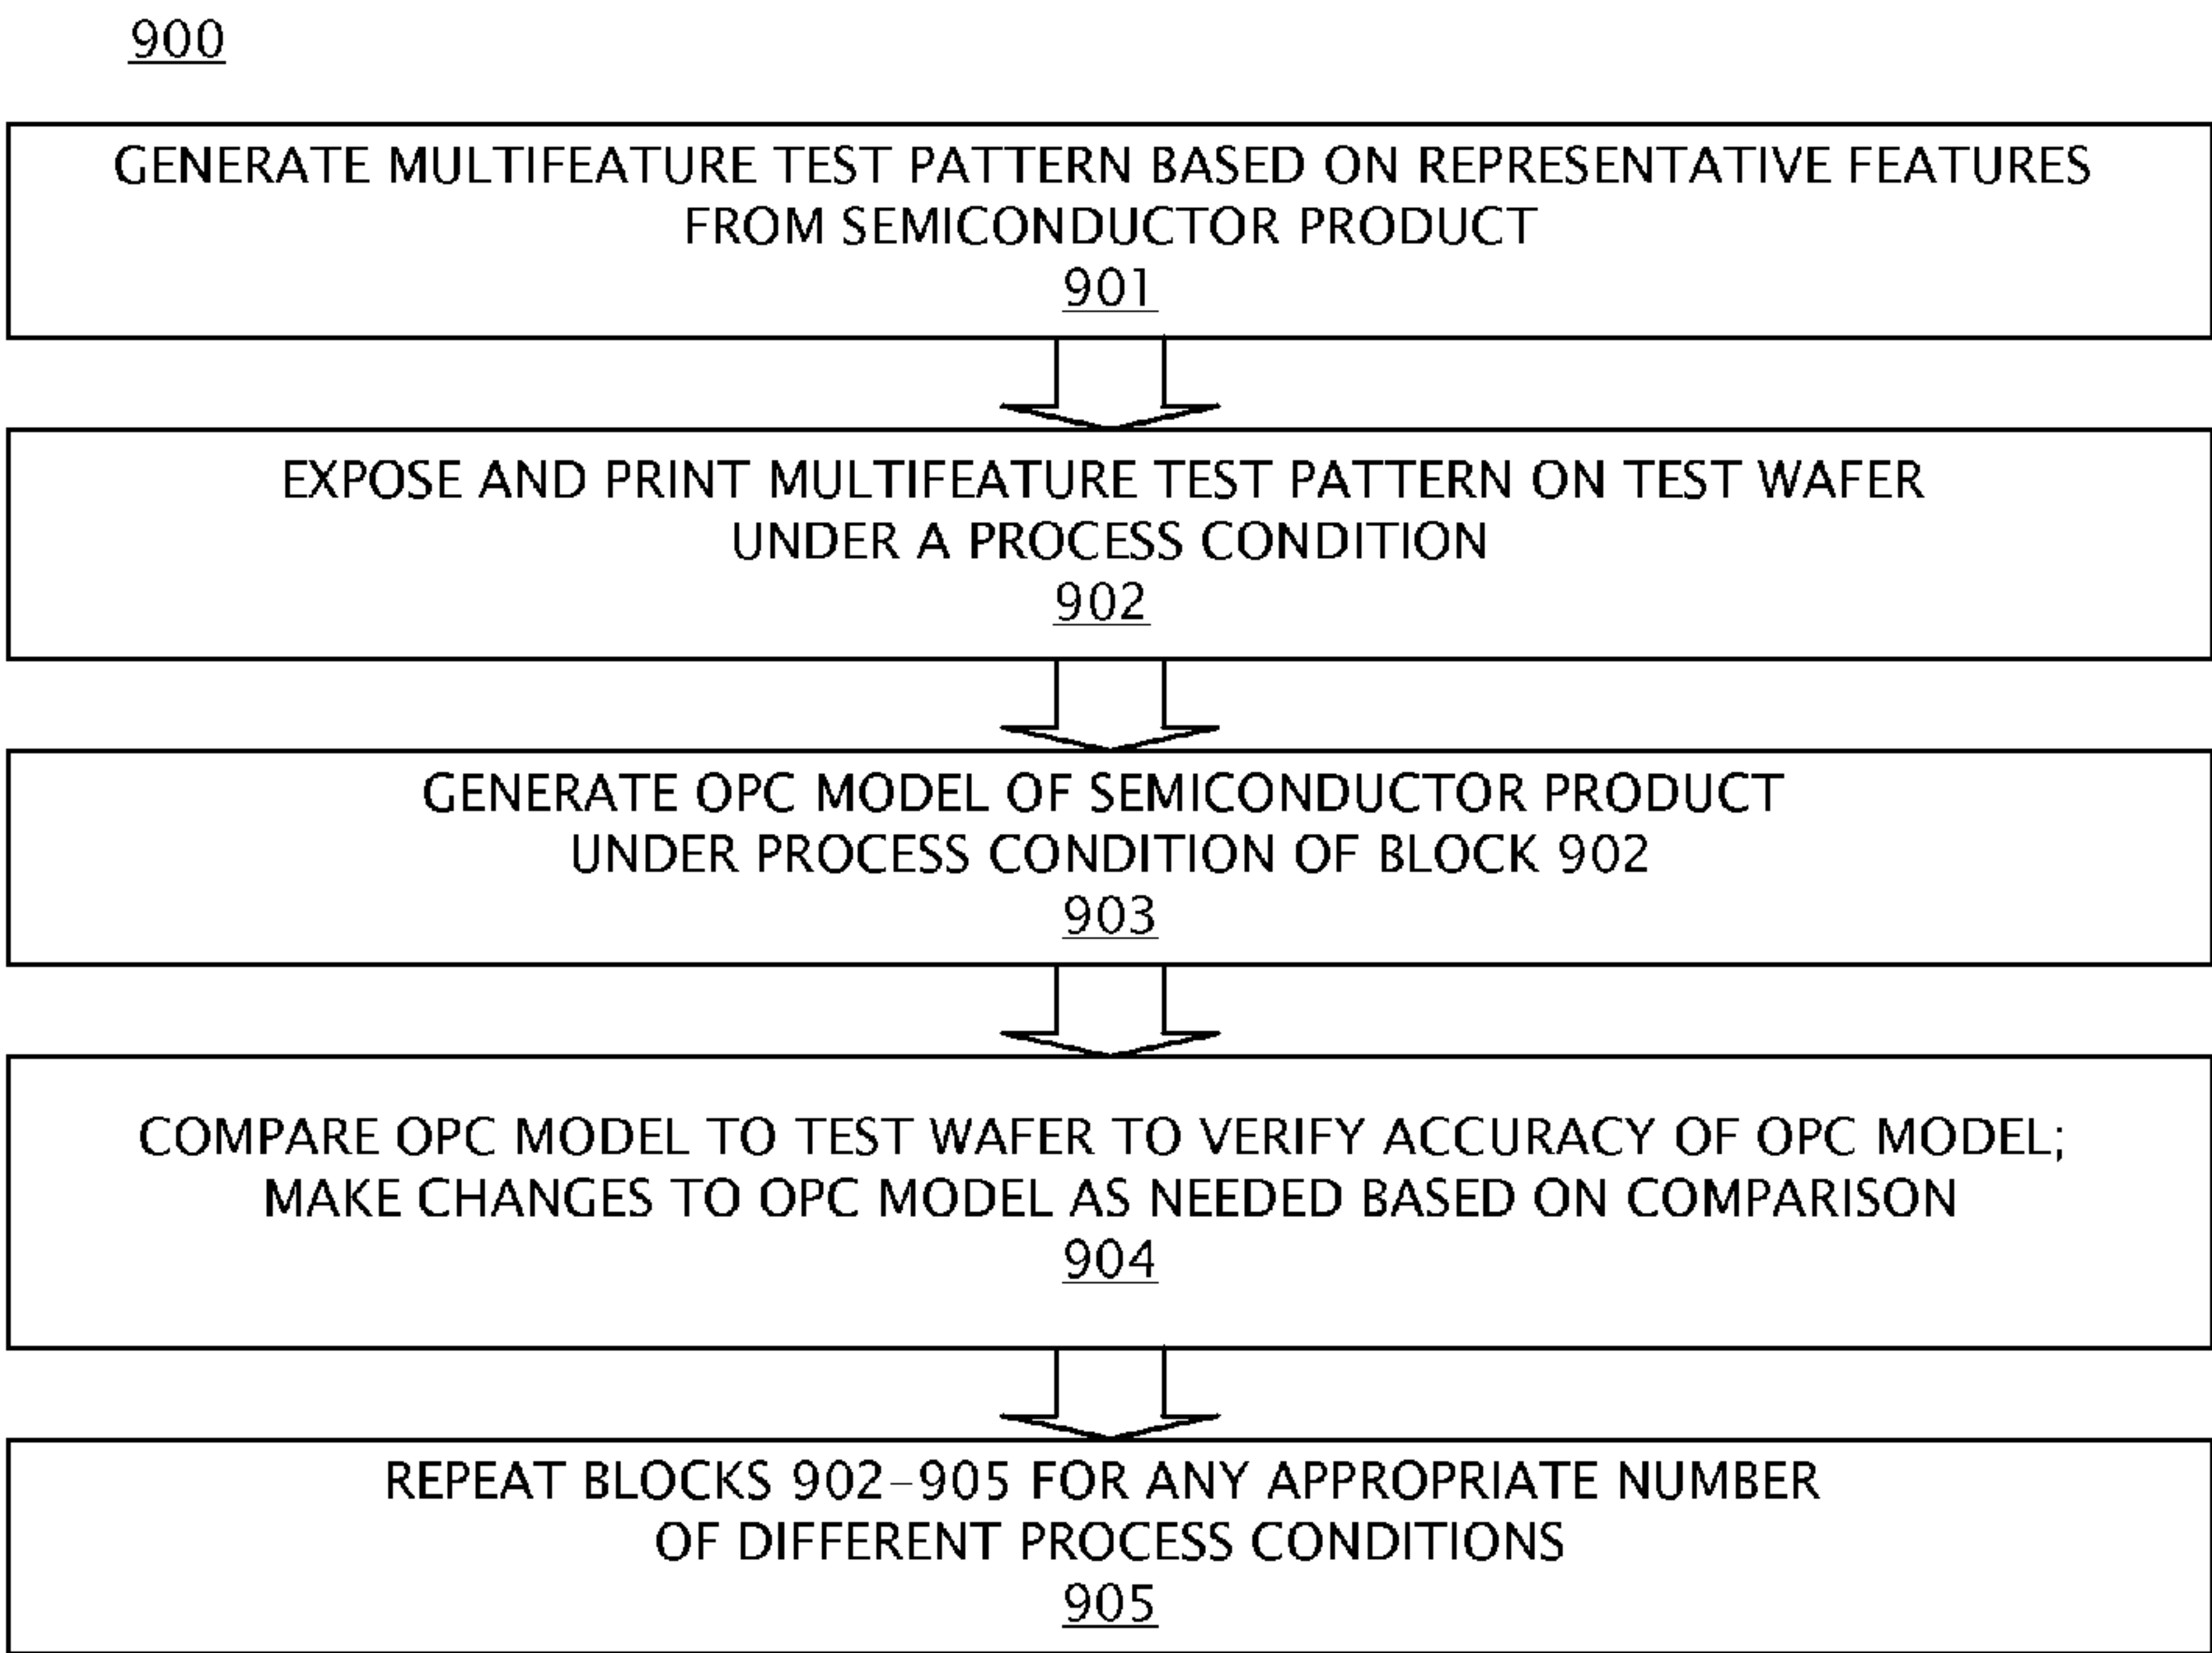 900
GENERATE MULTIFEATURE TEST PATTERN BASED ON REPRESENTATIVE FEATURES
FROM SEMICONDUCTOR PRODUCT
901
EXPOSE AND PRINT MULTIFEATURE TEST PATTERN ON TEST WAFER
UNDER A PROCESS CONDITION
902
GENERATE OPC MODEL OF SEMICONDUCTOR PRODUCT
UNDER PROCESS CONDITION OF BLOCK 902
903
COMPARE OPC MODEL TO TEST WAFER TO VERIFY ACCURACY OF OPC MODEL;
MAKE CHANGES TO OPC MODEL AS NEEDED BASED ON COMPARISON
904
REPEAT BLOCKS 902-905 FOR ANY APPROPRIATE NUMBER
OF DIFFERENT PROCESS CONDITIONS
905